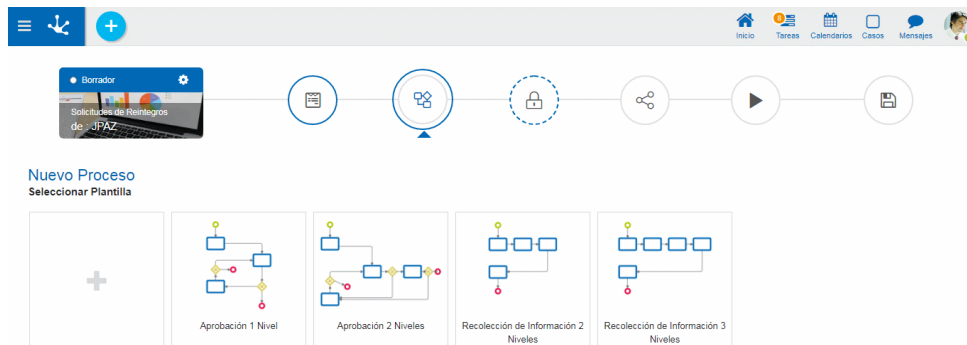 Inicio
8
Tareas
Calendarios
Casos
Mensajes
Borrador
Solicitudes de Reintegros
de : JPAZ
Nuevo Proceso
Seleccionar Plantilla
Aprobación 1 Nivel
Aprobación 2 Niveles
Recolección de Información 2
Niveles
Recolección de Información 3
Niveles